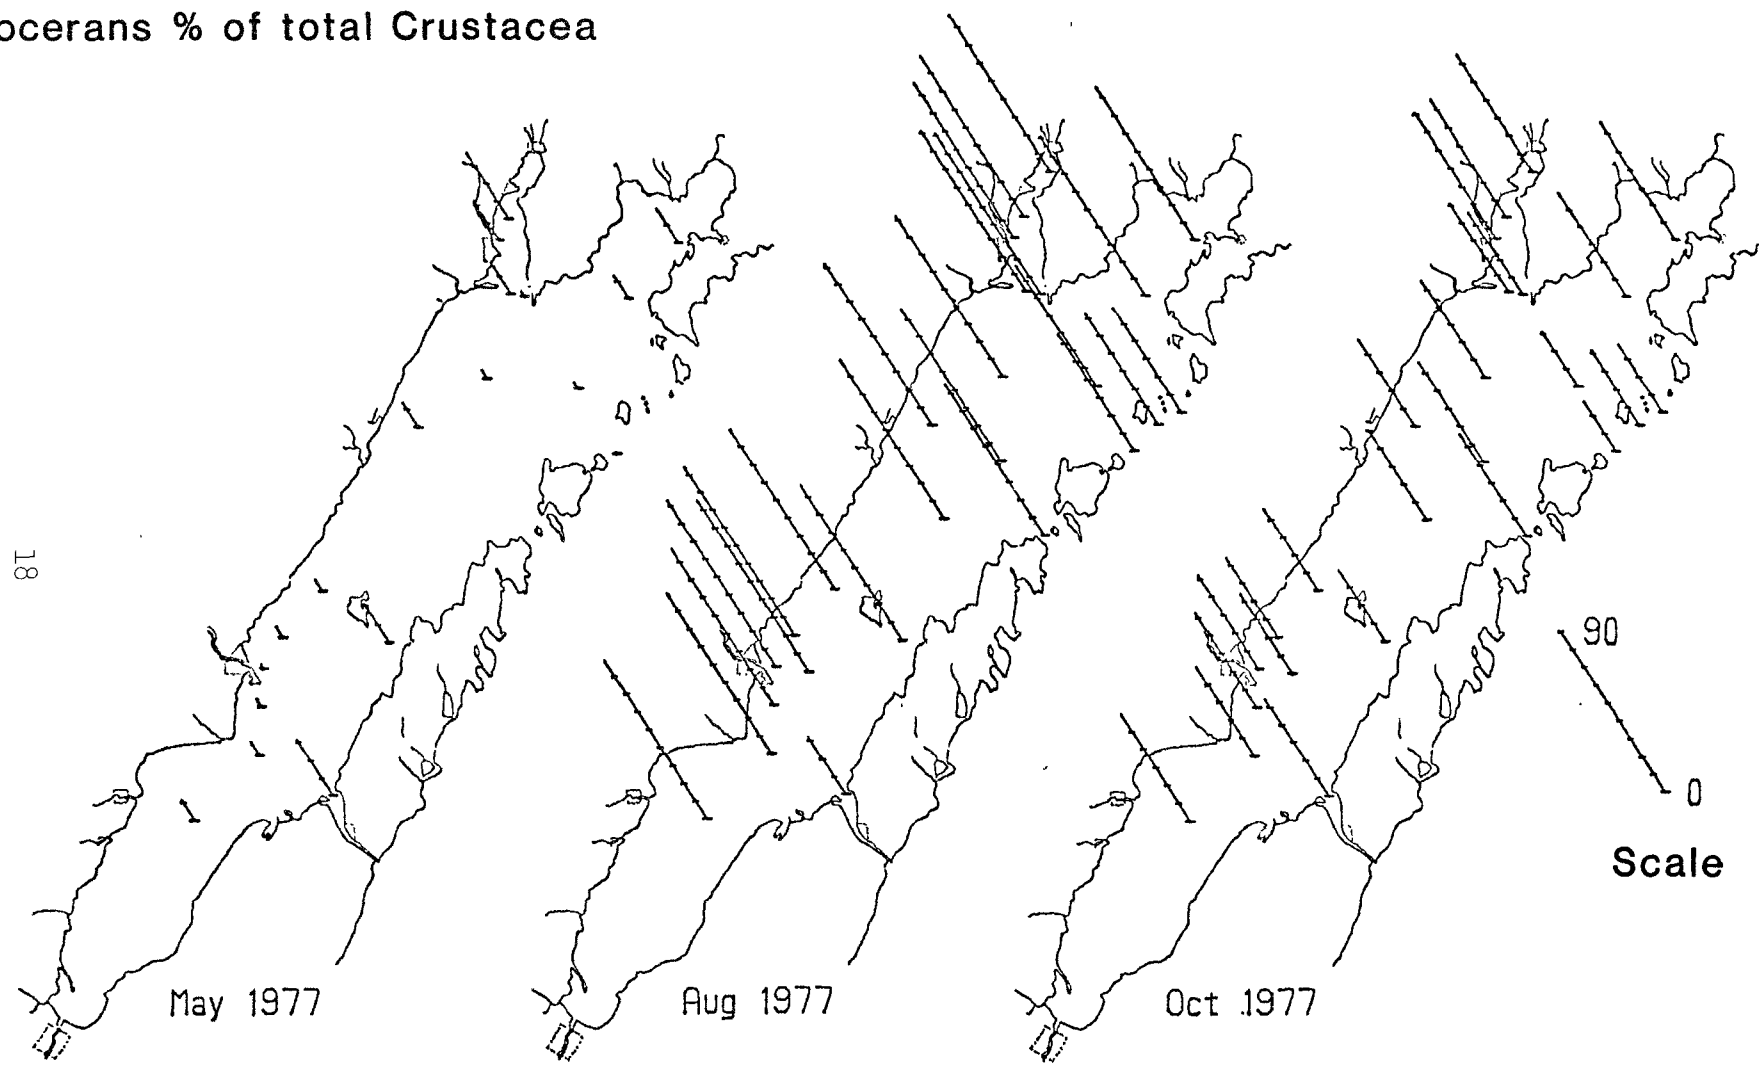 ocerans % of total Crustacea
18
90
0
Scale
May 1977
Aug 1977
Oct 1977